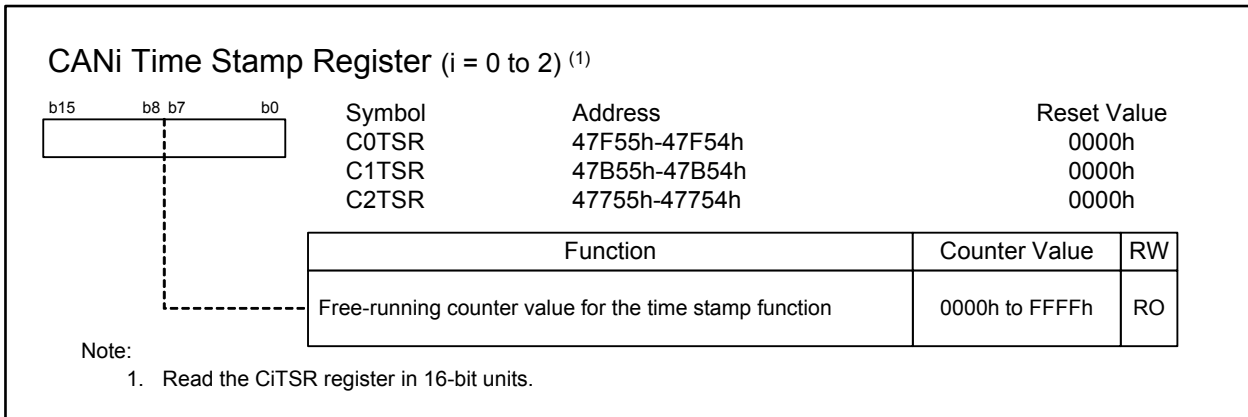 CANi Time Stamp Register (i = 0 to 2) (1)
b15 b8 b7 b0
Symbol Address Reset Value
C0TSR 47F55h-47F54h 0000h
C1TSR 47B55h-47B54h 0000h
C2TSR 47755h-47754h 0000h
Function Counter Value RW
Free-running counter value for the time stamp function 0000h to FFFFh RO
Note:
1. Read the CiTSR register in 16-bit units.